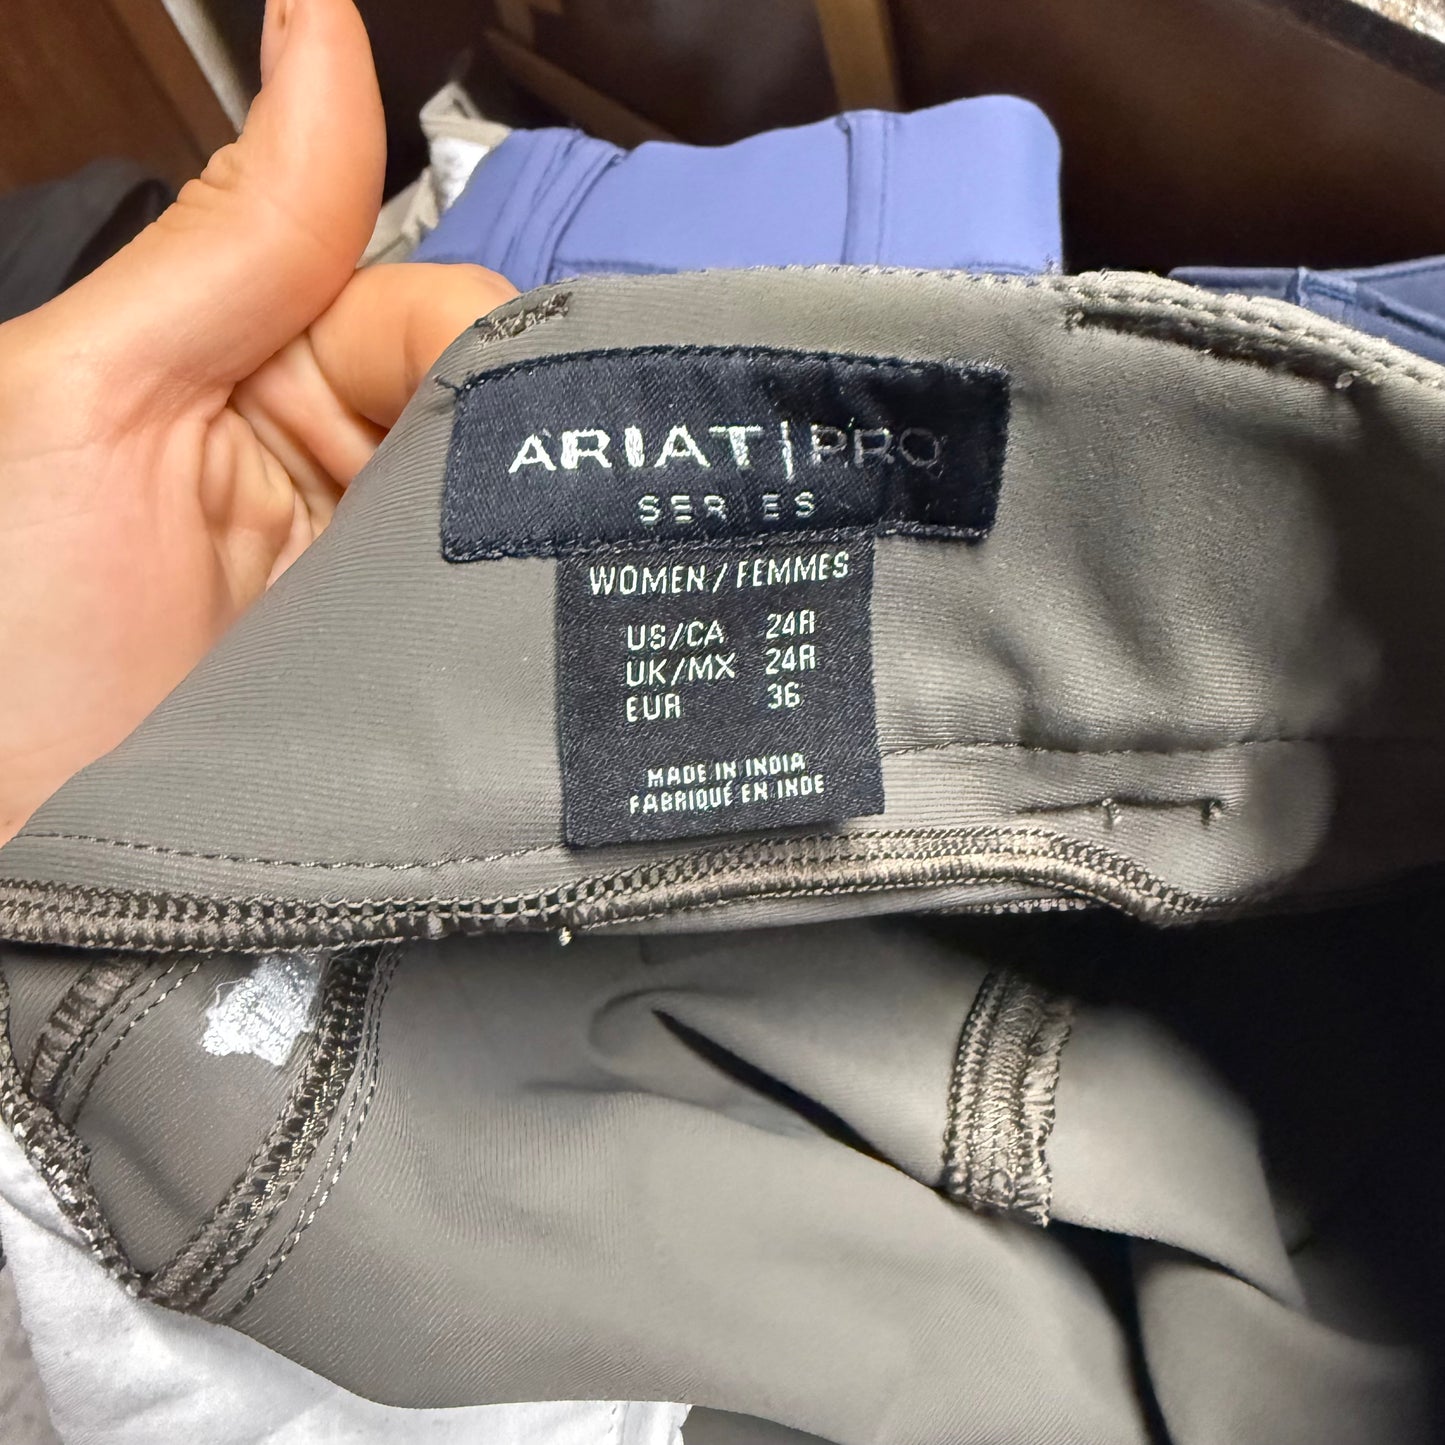 ARIAT | PRO
SERIES
WOMEN / FEMMES
US/CA 24R
UK/MX 24R
EUR 36
MADE IN INDIA
FABRIQUÉ EN INDE